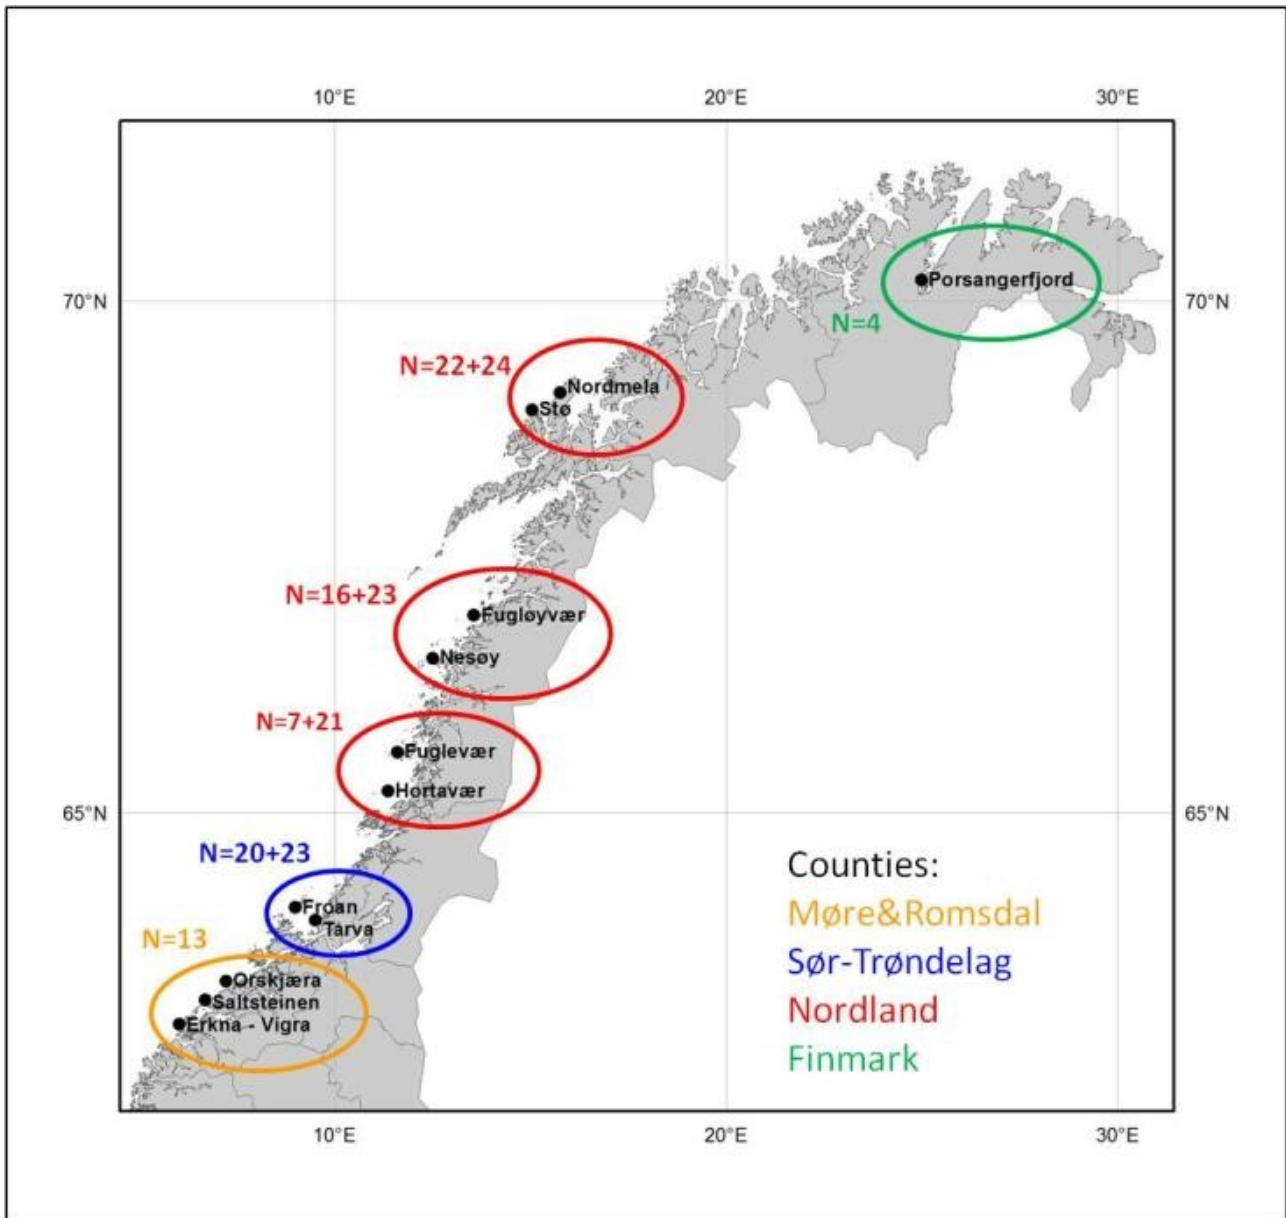 10°E 20°E 30°E
Porsangerfjord
70°N 70°N
N=4
N=22+24
Nordmela
Stø
N=16+23
Fugløyvær
Nesøy
N=7+21
Fuglevær
Hortavær
65°N 65°N
N=20+23
Froan
Tarva
N=13
Orskjæra
Saltsteinen
Erkna - Vigra
Counties:
Møre&Romsdal
Sør-Trøndelag
Nordland
Finmark
10°E 20°E 30°E